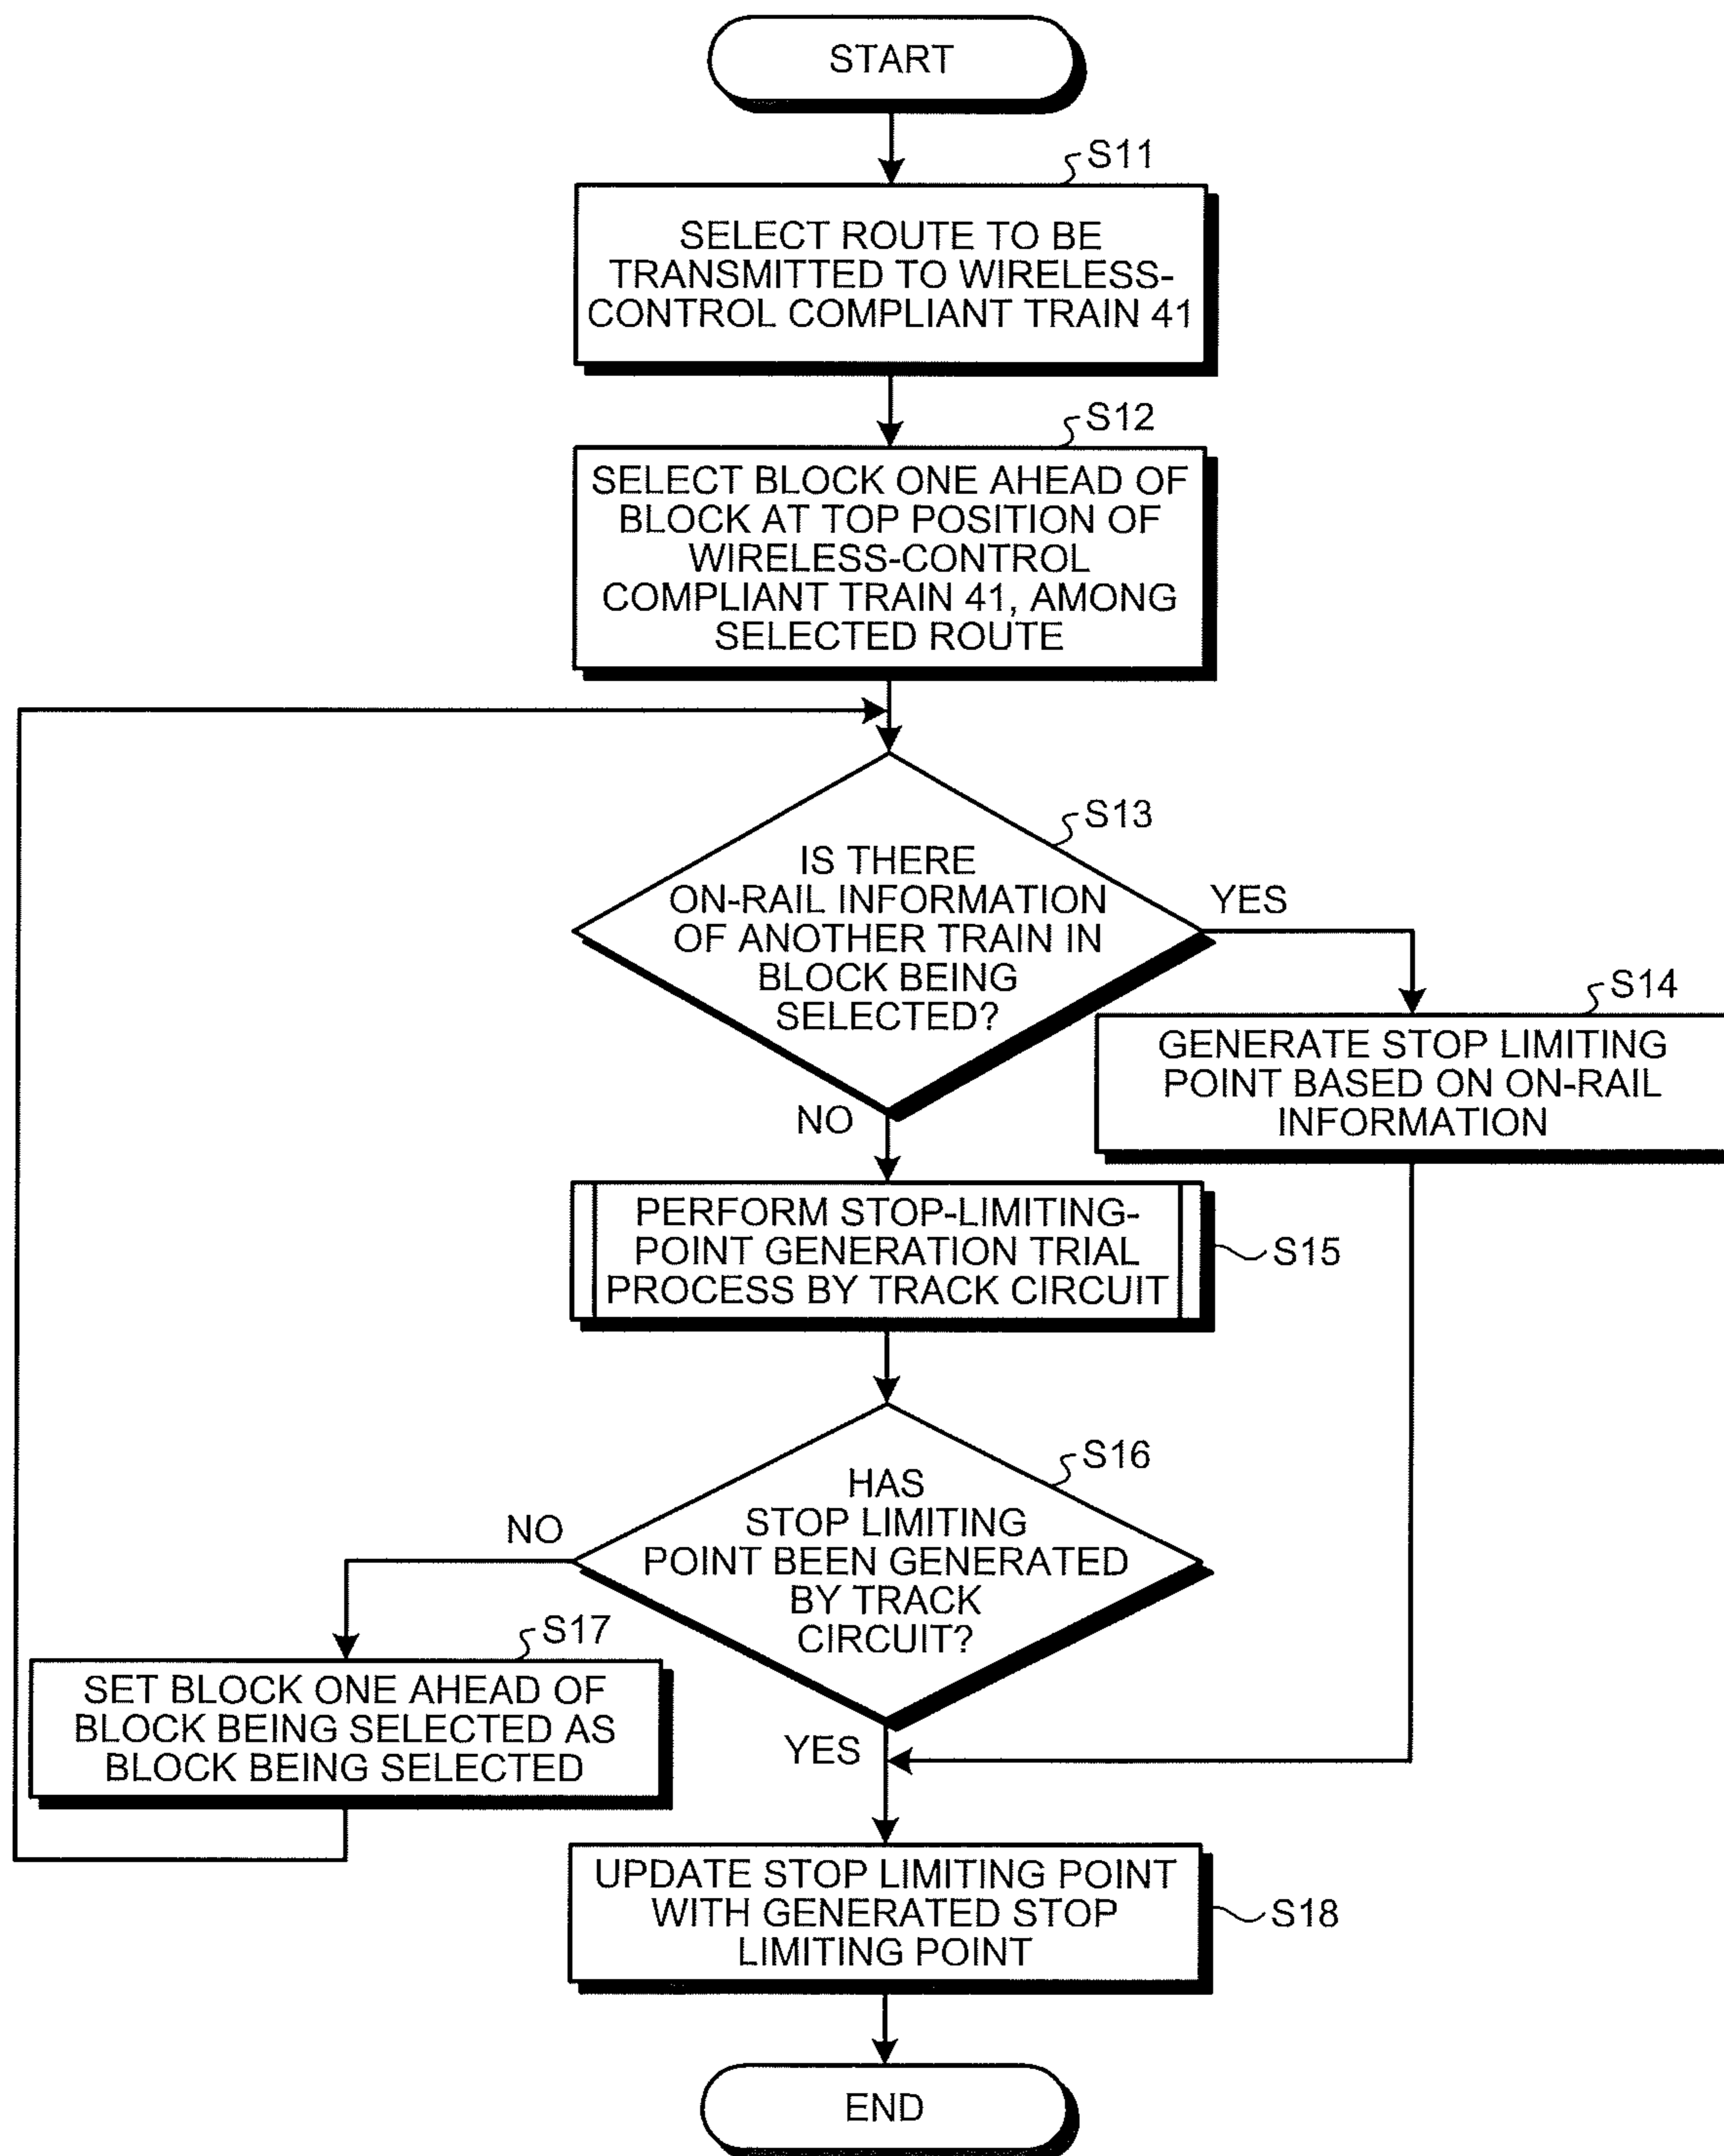 START
S11
SELECT ROUTE TO BE
TRANSMITTED TO WIRELESS-
CONTROL COMPLIANT TRAIN 41
S12
SELECT BLOCK ONE AHEAD OF
BLOCK AT TOP POSITION OF
WIRELESS-CONTROL
COMPLIANT TRAIN 41, AMONG
SELECTED ROUTE
S13
IS THERE
ON-RAIL INFORMATION
OF ANOTHER TRAIN IN
BLOCK BEING
SELECTED?
YES
NO
S14
GENERATE STOP LIMITING
POINT BASED ON ON-RAIL
INFORMATION
PERFORM STOP-LIMITING-
POINT GENERATION TRIAL
PROCESS BY TRACK CIRCUIT
S15
S16
HAS
STOP LIMITING
POINT BEEN GENERATED
BY TRACK
CIRCUIT?
NO
YES
S17
SET BLOCK ONE AHEAD OF
BLOCK BEING SELECTED AS
BLOCK BEING SELECTED
UPDATE STOP LIMITING POINT
WITH GENERATED STOP
LIMITING POINT
S18
END